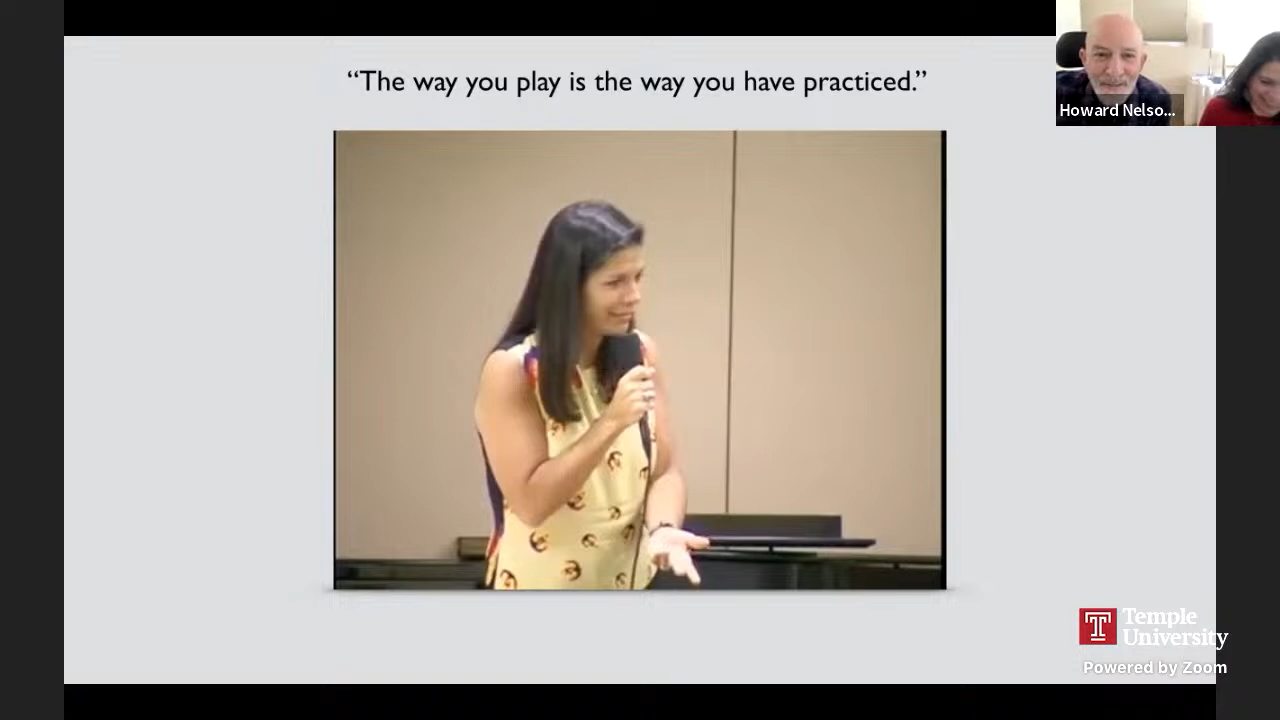 “The way you play is the way you have practiced.”
Howard Nelso...
T Temple
University
Powered by Zoom